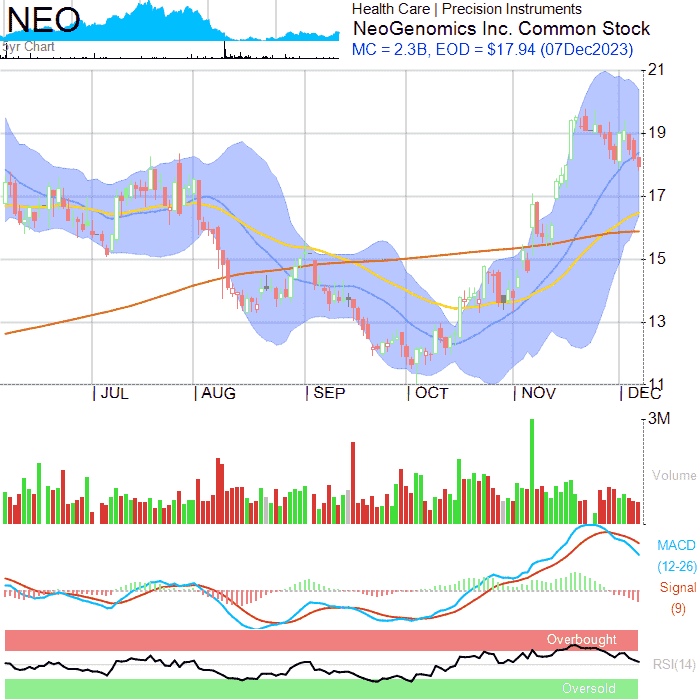 NEO
5yr Chart
Health Care | Precision Instruments
NeoGenomics Inc. Common Stock
MC = 2.3B, EOD = $17.94 (07Dec2023)
21
19
17
15
13
11
JUL AUG SEP OCT NOV DEC
3M
Volume
MACD
(12-26)
Signal
(9)
Overbought
RSI(14)
Oversold